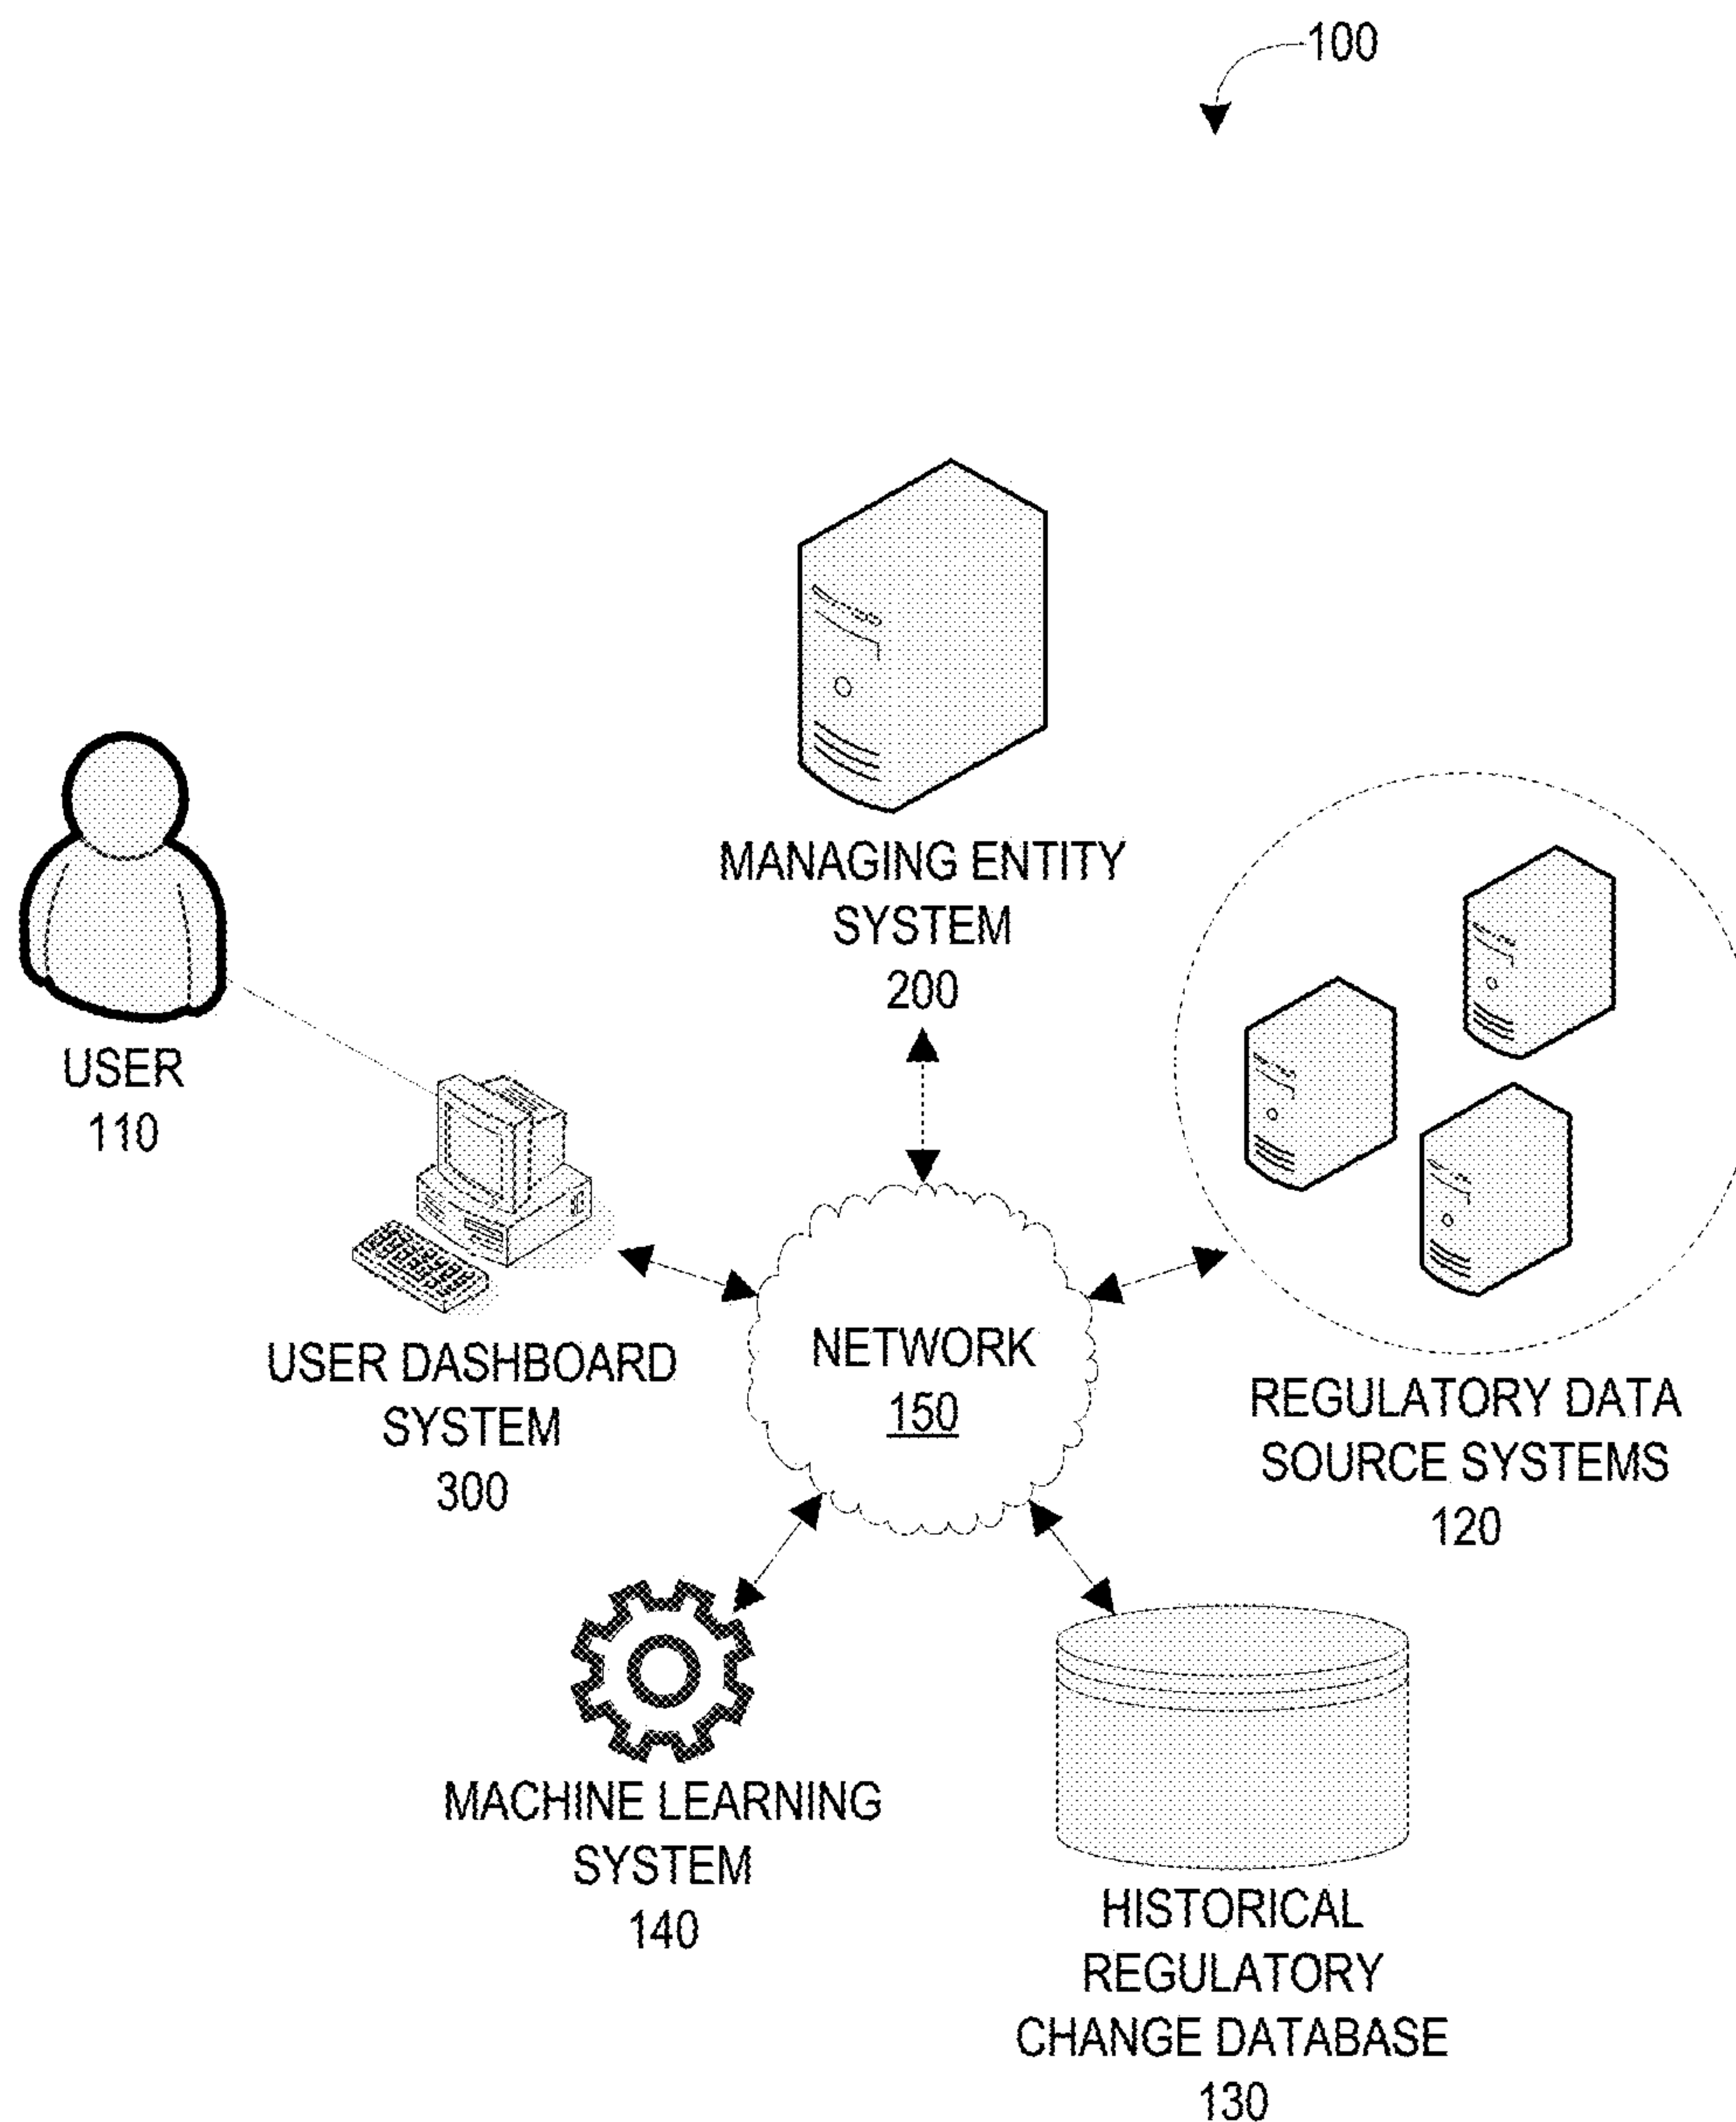 100
MANAGING ENTITY
SYSTEM
200
USER
110
USER DASHBOARD
SYSTEM
300
NETWORK
150
REGULATORY DATA
SOURCE SYSTEMS
120
MACHINE LEARNING
SYSTEM
140
HISTORICAL
REGULATORY
CHANGE DATABASE
130